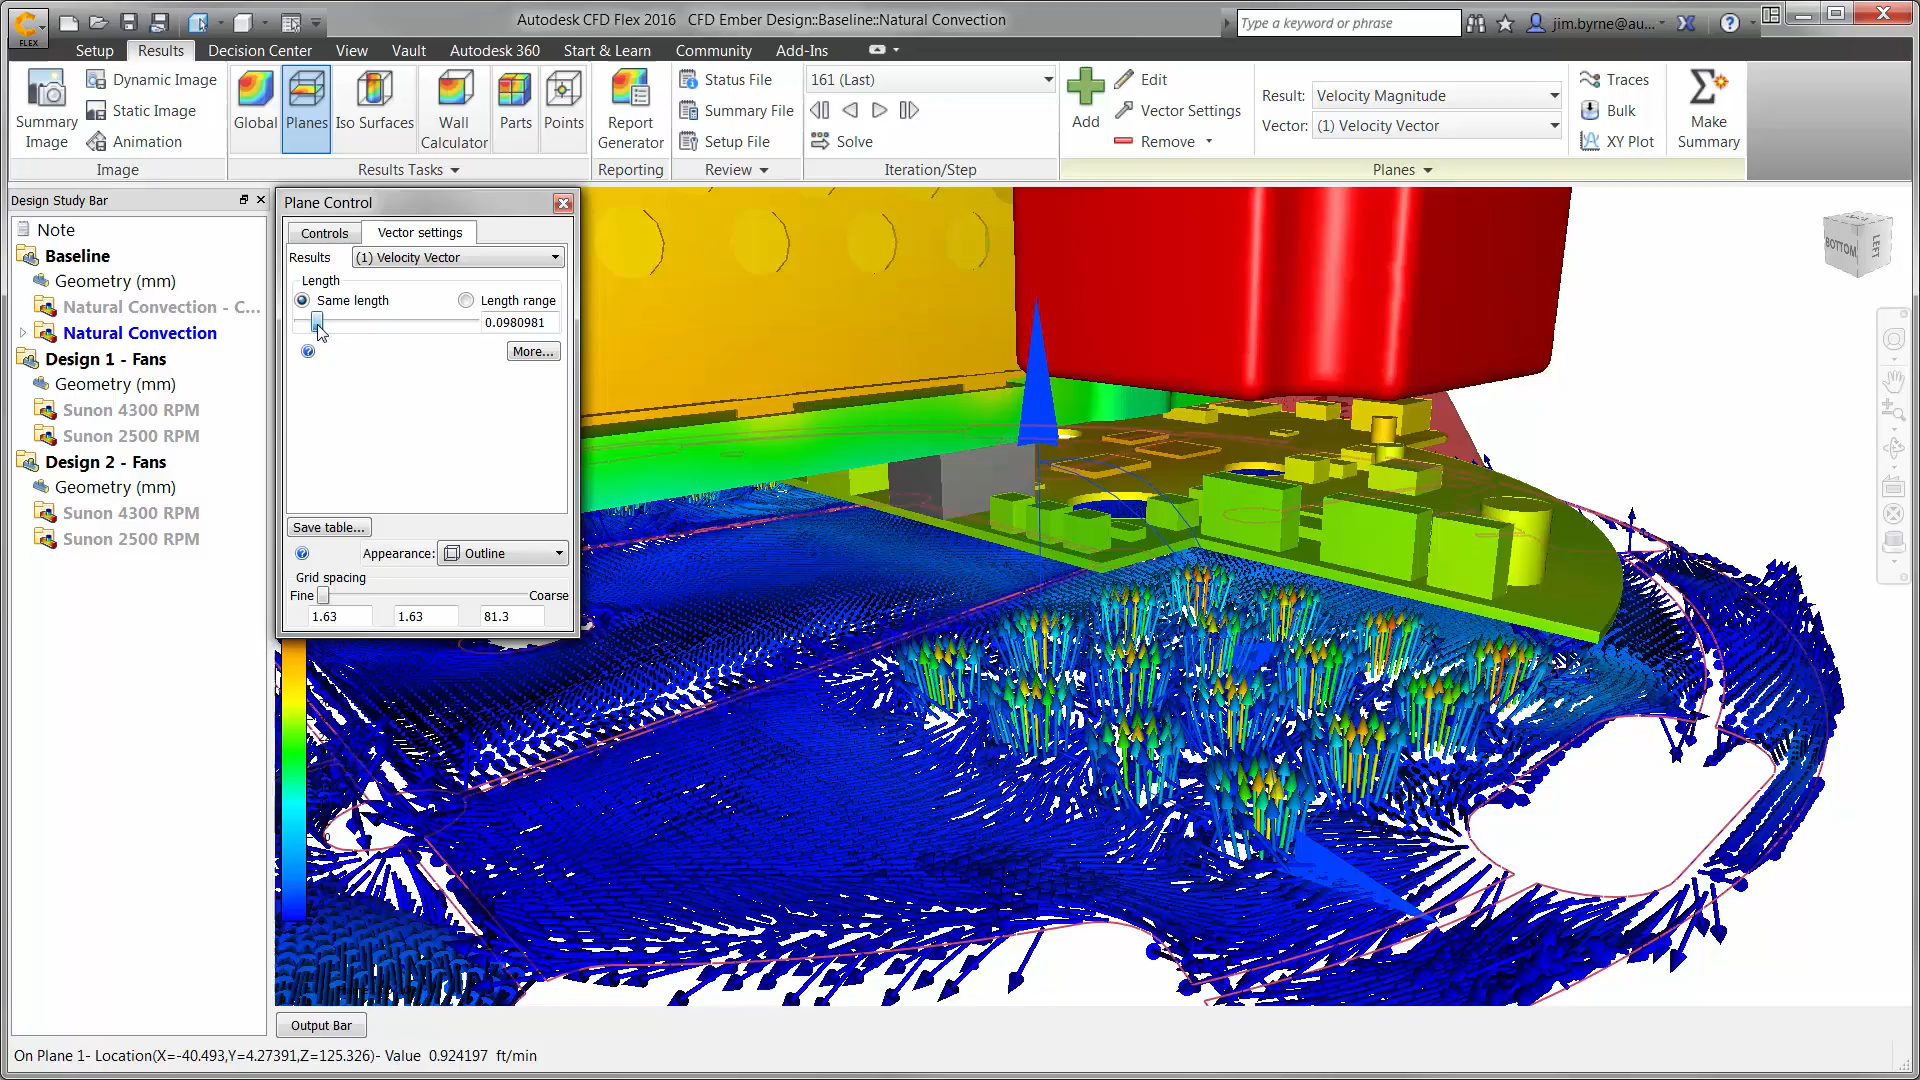 Autodesk CFD Flex 2016 CFD Ember Design::Baseline::Natural Convection
Type a keyword or phrase
jim.byrne@au...
FLEX
Setup Results Decision Center View Vault Autodesk 360 Start & Learn Community Add-Ins
Summary Image
Dynamic Image
Static Image
Animation
Image
Global
Planes
Iso Surfaces
Wall Calculator
Parts
Points
Results Tasks
Report Generator
Reporting
Status File
Summary File
Setup File
Review
161 (Last)
Solve
Iteration/Step
Add
Edit
Vector Settings
Remove
Result: Velocity Magnitude
Vector: (1) Velocity Vector
Traces
Bulk
XY Plot
Make Summary
Planes
Design Study Bar
Note
Baseline
Geometry (mm)
Natural Convection - C...
Natural Convection
Design 1 - Fans
Geometry (mm)
Sunon 4300 RPM
Sunon 2500 RPM
Design 2 - Fans
Geometry (mm)
Sunon 4300 RPM
Sunon 2500 RPM
Plane Control
Controls Vector settings
Results (1) Velocity Vector
Length
Same length Length range
0.0980981
More...
Save table...
Appearance: Outline
Grid spacing
Fine Coarse
1.63 1.63 81.3
BOTTOM LEFT
Output Bar
On Plane 1- Location(X=-40.493,Y=4.27391,Z=125.326)- Value 0.924197 ft/min